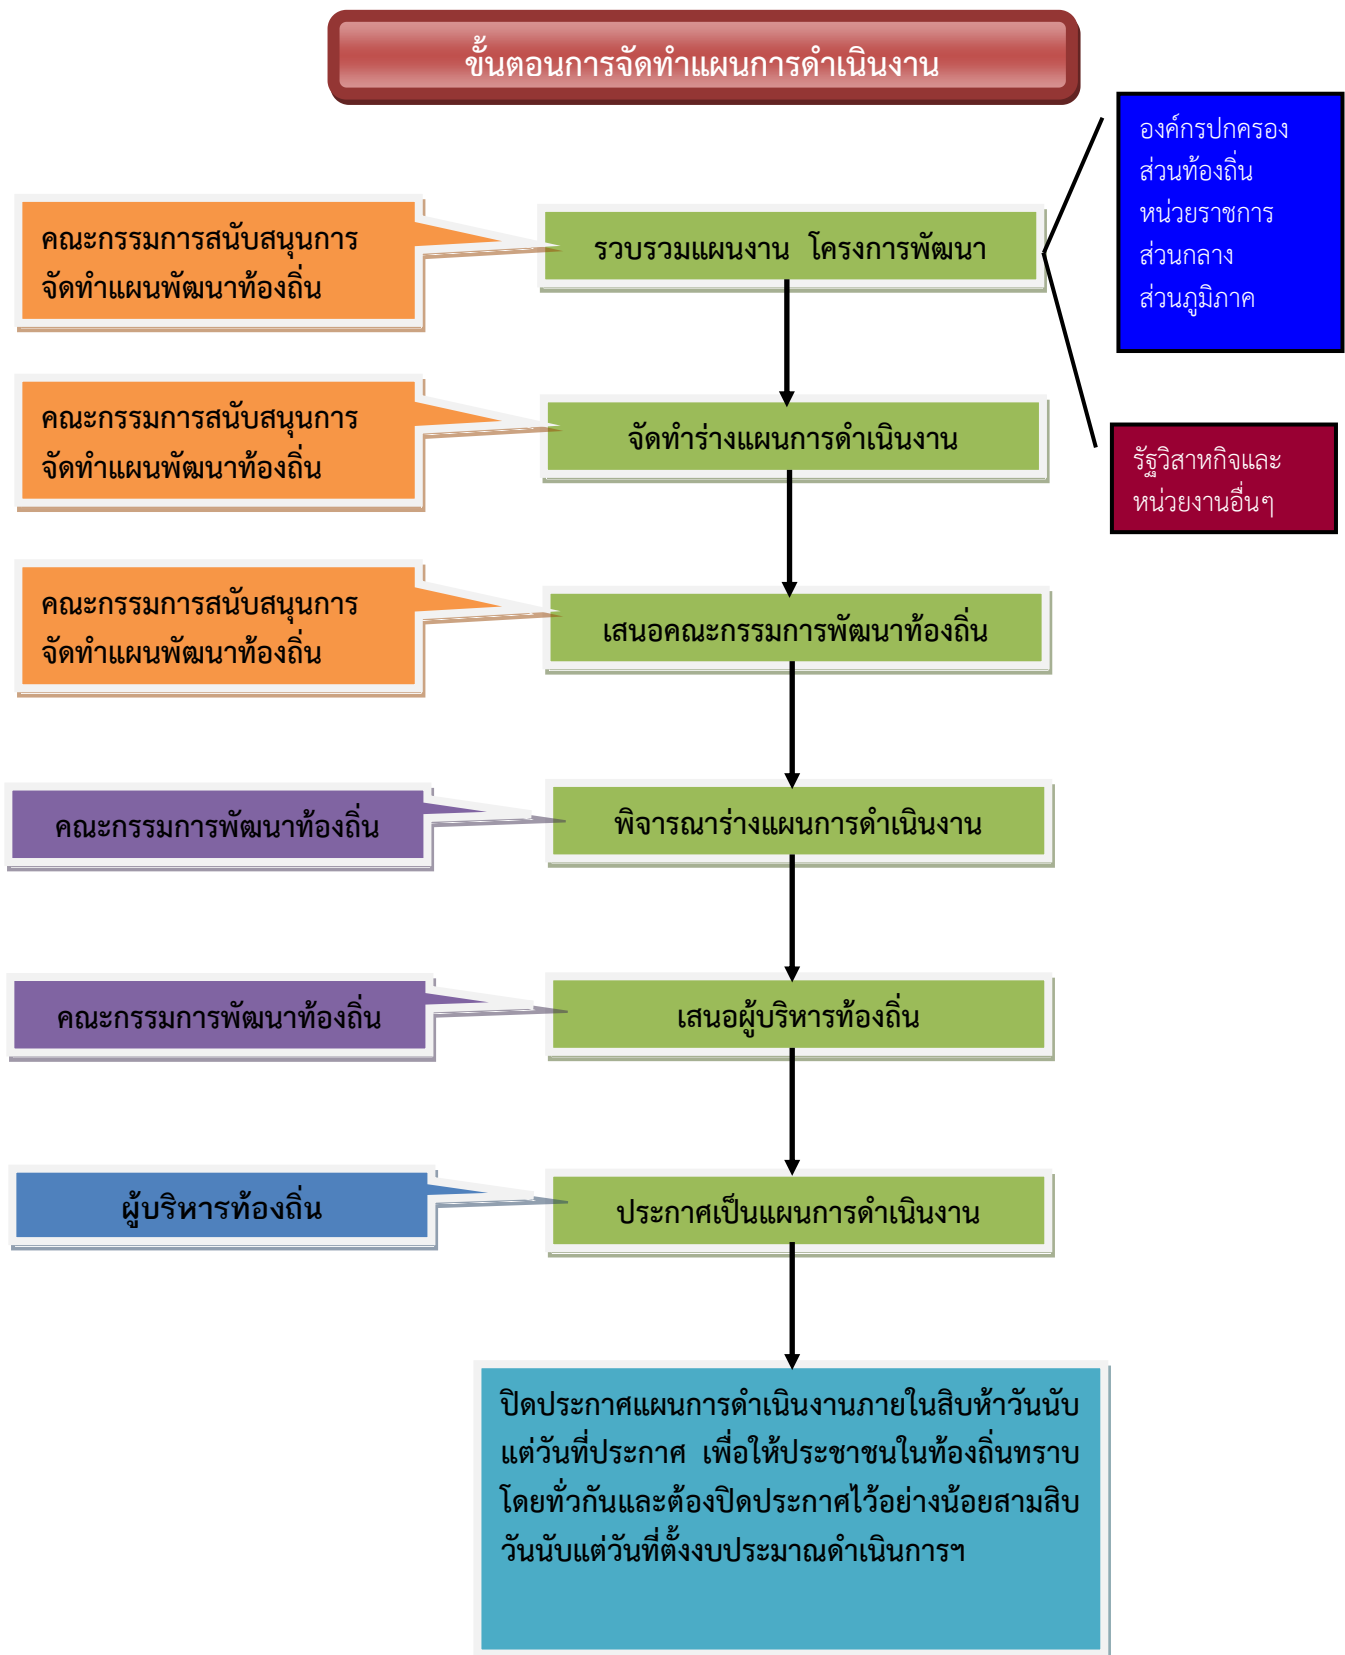 ขั้นตอนการจัดทำแผนการดำเนินงาน
องค์กรปกครอง
ส่วนท้องถิ่น
หน่วยราชการ
ส่วนกลาง
ส่วนภูมิภาค
คณะกรรมการสนับสนุนการ
จัดทำแผนพัฒนาท้องถิ่น
รวบรวมแผนงาน โครงการพัฒนา
คณะกรรมการสนับสนุนการ
จัดทำแผนพัฒนาท้องถิ่น
จัดทำร่างแผนการดำเนินงาน
รัฐวิสาหกิจและ
หน่วยงานอื่นๆ
คณะกรรมการสนับสนุนการ
จัดทำแผนพัฒนาท้องถิ่น
เสนอคณะกรรมการพัฒนาท้องถิ่น
คณะกรรมการพัฒนาท้องถิ่น
พิจารณาร่างแผนการดำเนินงาน
คณะกรรมการพัฒนาท้องถิ่น
เสนอผู้บริหารท้องถิ่น
ผู้บริหารท้องถิ่น
ประกาศเป็นแผนการดำเนินงาน
ปิดประกาศแผนการดำเนินงานภายในสิบห้าวันนับ
แต่วันที่ประกาศ เพื่อให้ประชาชนในท้องถิ่นทราบ
โดยทั่วกันและต้องปิดประกาศไว้อย่างน้อยสามสิบ
วันนับแต่วันที่ตั้งงบประมาณดำเนินการฯ